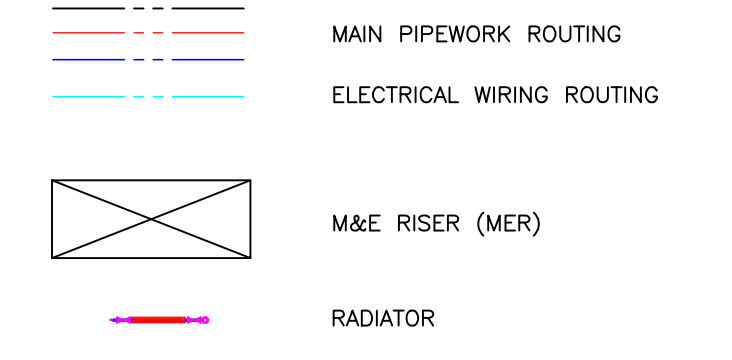 MAIN PIPEWORK ROUTING
ELECTRICAL WIRING ROUTING
M&E RISER (MER)
RADIATOR